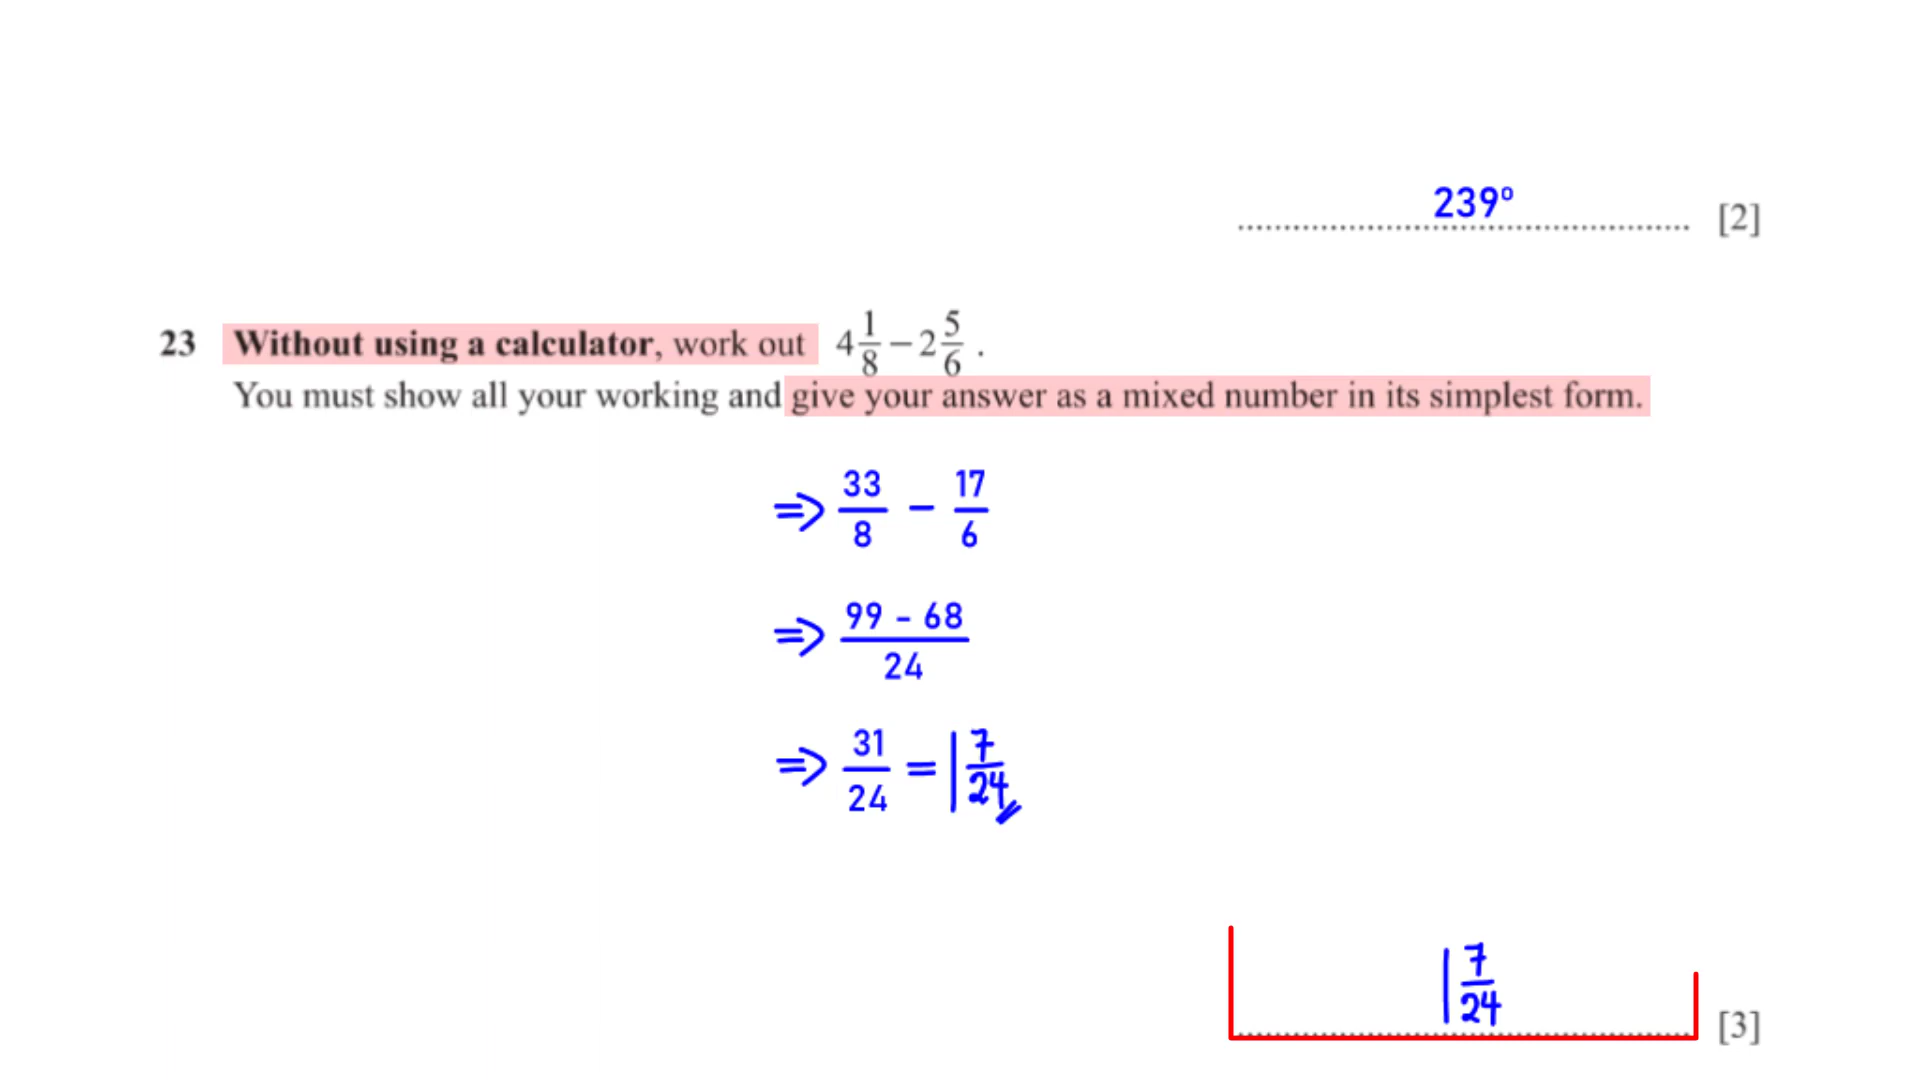 239°
[2]
23 Without using a calculator, work out 4 1/8 − 2 5/6 .
You must show all your working and give your answer as a mixed number in its simplest form.
⇒ 33/8 − 17/6
⇒ (99 - 68)/24
⇒ 31/24 = 1 7/24
1 7/24
[3]